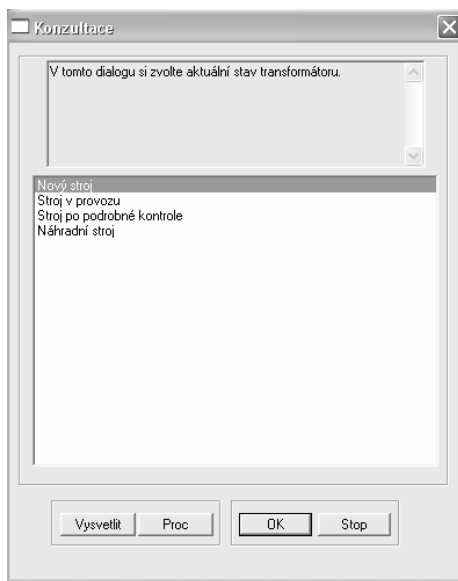 Konzultace
V tomto dialogu si zvolte aktuální stav transformátoru.
Nový stroj
Stroj v provozu
Stroj po podrobné kontrole
Náhradní stroj
Vysvetlit Proc OK Stop